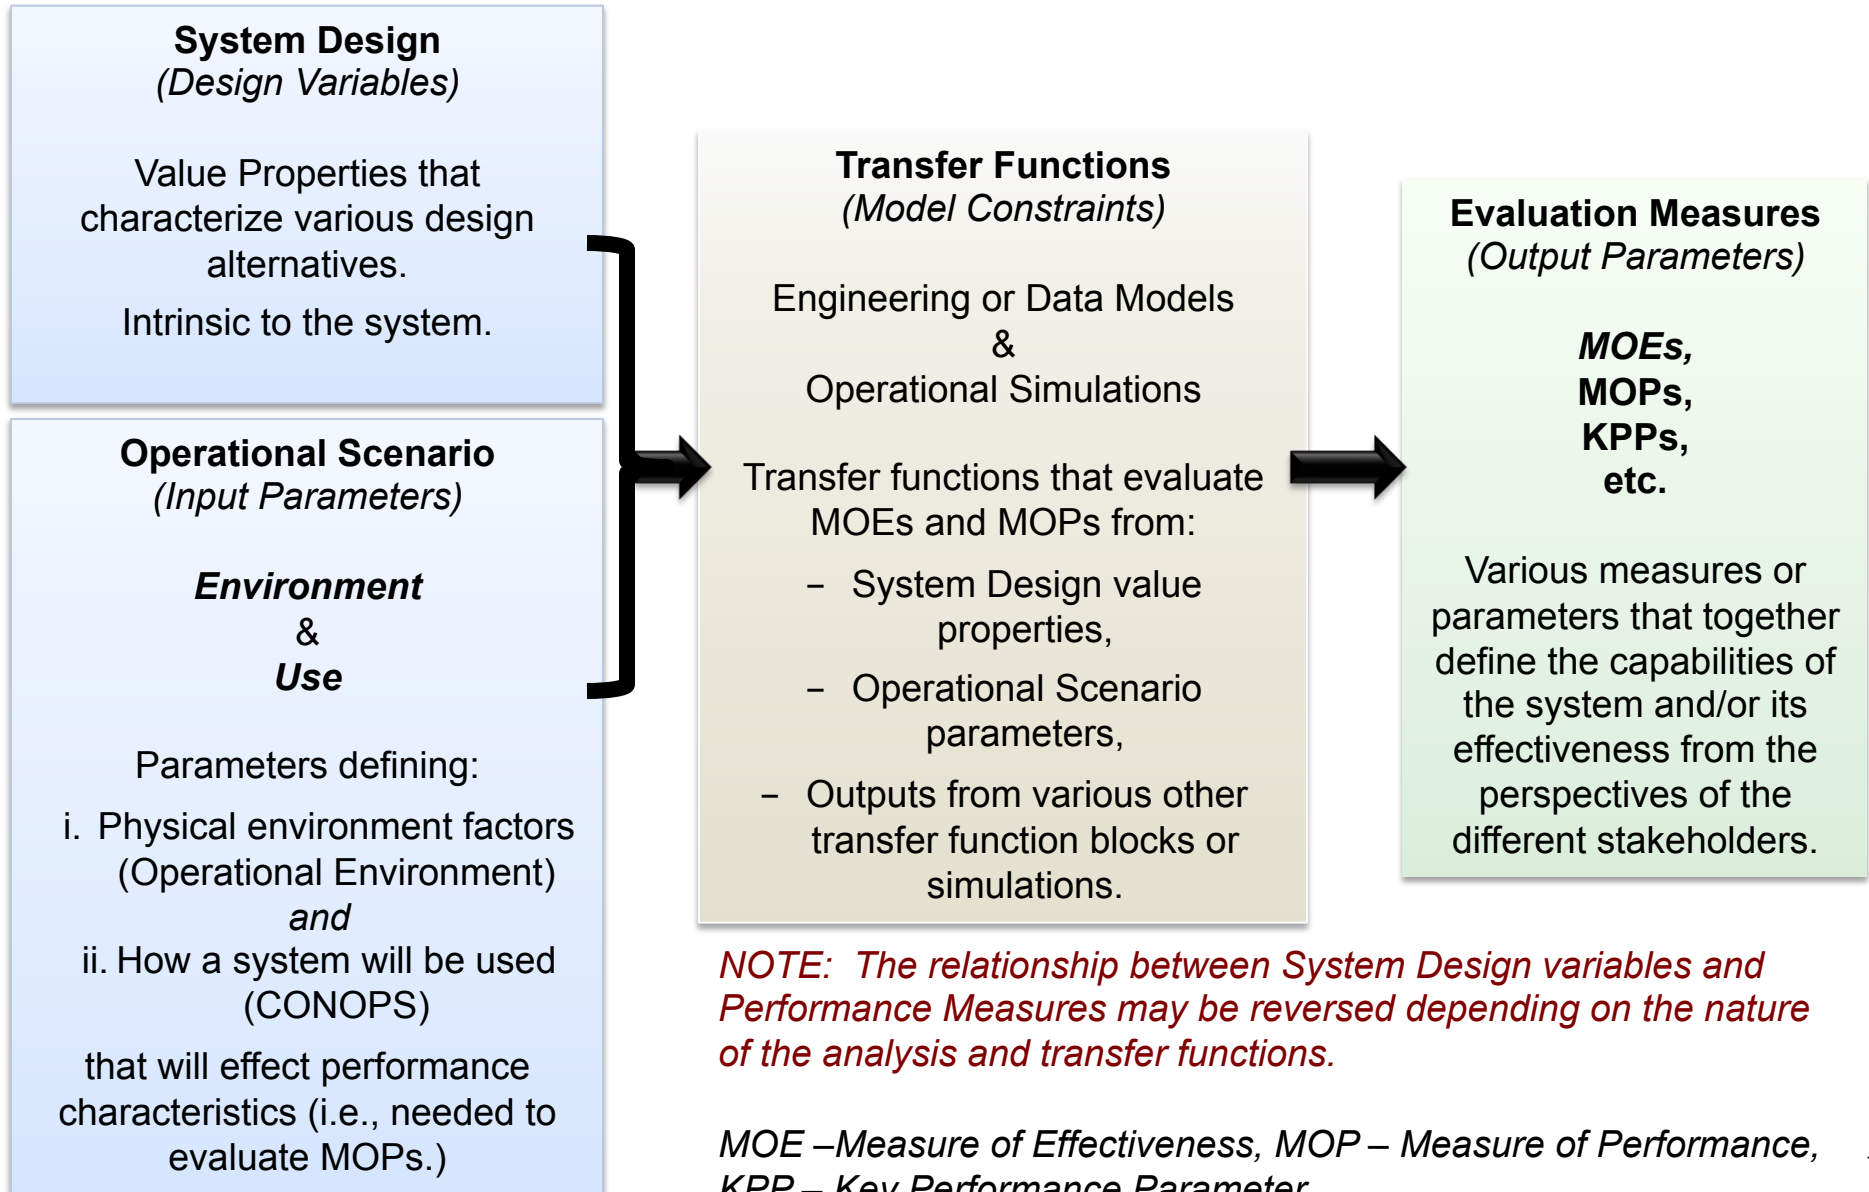 System Design
(Design Variables)
Value Properties that
characterize various design
alternatives.
Intrinsic to the system.
Operational Scenario
(Input Parameters)
Environment
&
Use
Parameters defining:
i. Physical environment factors
(Operational Environment)
and
ii. How a system will be used
(CONOPS)
that will effect performance
characteristics (i.e., needed to
evaluate MOPs.)
Transfer Functions
(Model Constraints)
Engineering or Data Models
&
Operational Simulations
Transfer functions that evaluate
MOEs and MOPs from:
– System Design value
properties,
– Operational Scenario
parameters,
– Outputs from various other
transfer function blocks or
simulations.
Evaluation Measures
(Output Parameters)
MOEs,
MOPs,
KPPs,
etc.
Various measures or
parameters that together
define the capabilities of
the system and/or its
effectiveness from the
perspectives of the
different stakeholders.
NOTE: The relationship between System Design variables and
Performance Measures may be reversed depending on the nature
of the analysis and transfer functions.
MOE –Measure of Effectiveness, MOP – Measure of Performance,
KPP – Key Performance Parameter